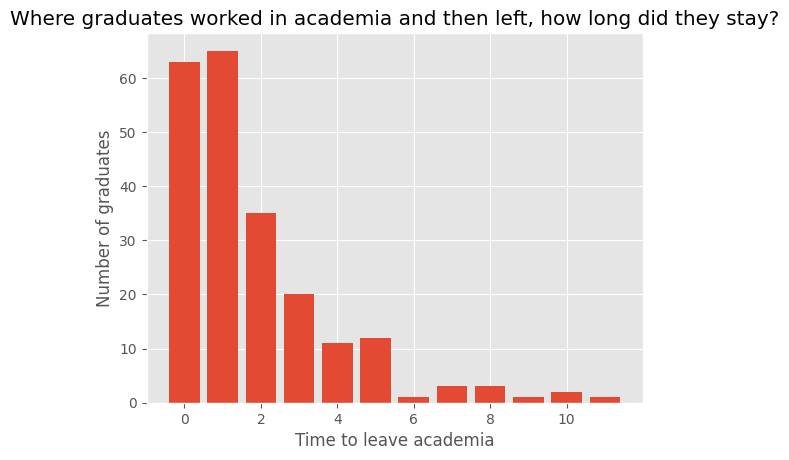 Where graduates worked in academia and then left, how long did they stay?
60
50
40
30
20
10
0
Number of graduates
0 2 4 6 8 10
Time to leave academia